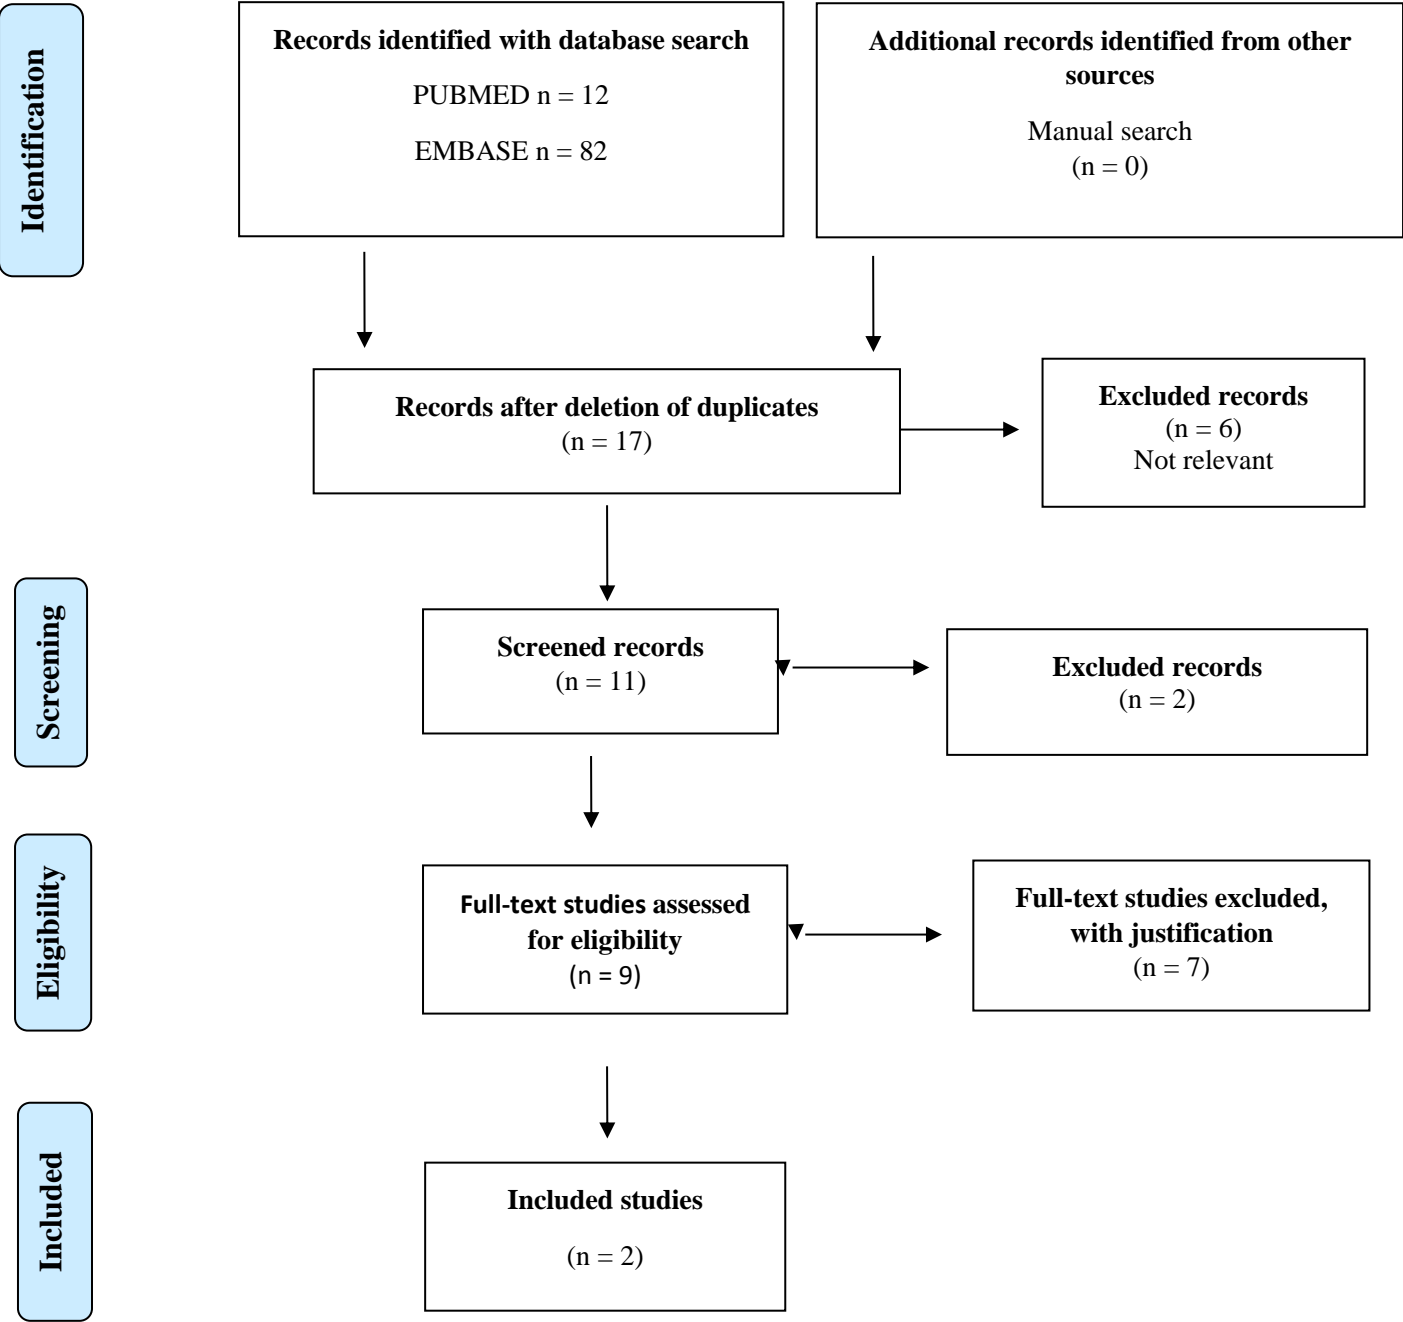 Identification
Records identified with database search
PUBMED n = 12
EMBASE n = 82
Additional records identified from other
sources
Manual search
(n = 0)
Records after deletion of duplicates
(n = 17)
Excluded records
(n = 6)
Not relevant
Screening
Screened records
(n = 11)
Excluded records
(n = 2)
Eligibility
Full-text studies assessed
for eligibility
(n = 9)
Full-text studies excluded,
with justification
(n = 7)
Included
Included studies
(n = 2)